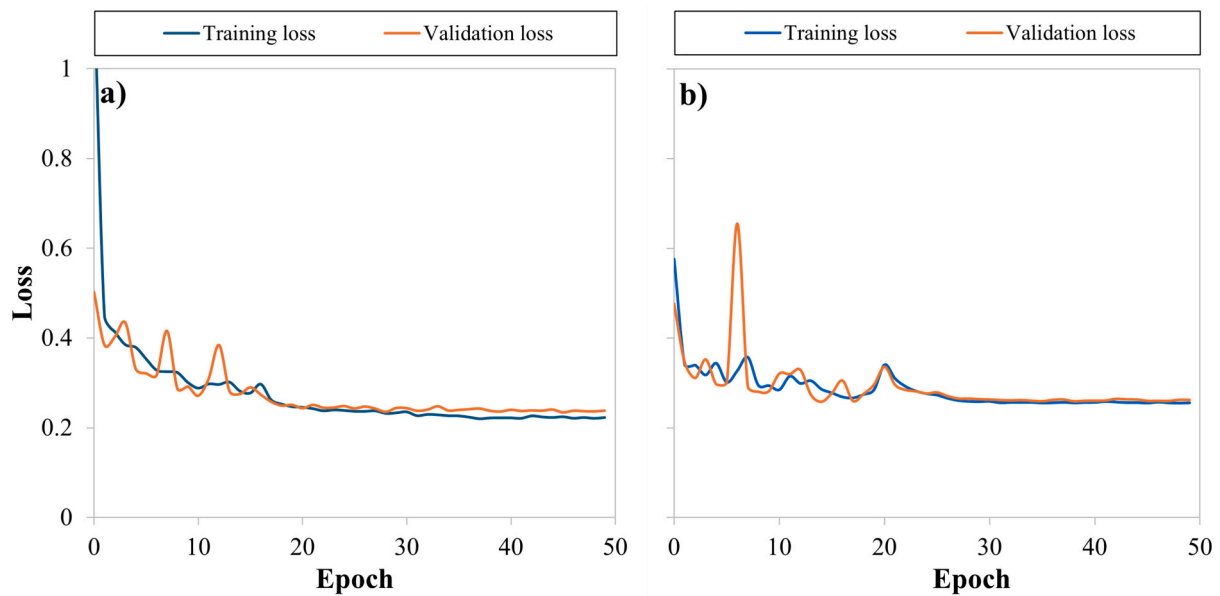 Training loss
Validation loss
Training loss
Validation loss
a)
b)
1
0.8
0.6
0.4
0.2
0
Loss
0 10 20 30 40 50
0 10 20 30 40 50
Epoch
Epoch